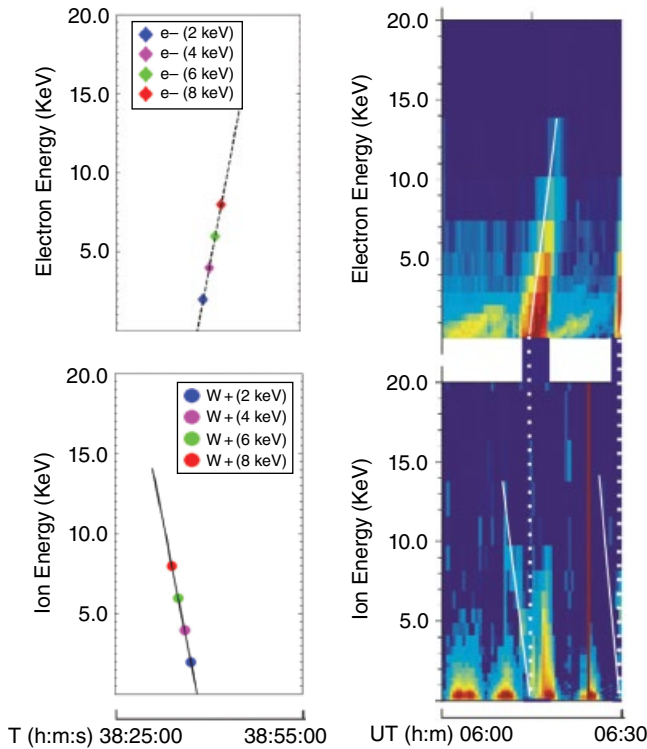 20.0
15.0
10.0
5.0
Electron Energy (KeV)
e– (2 keV)
e– (4 keV)
e– (6 keV)
e– (8 keV)
20.0
15.0
10.0
5.0
Electron Energy (KeV)
20.0
15.0
10.0
5.0
Ion Energy (KeV)
W + (2 keV)
W + (4 keV)
W + (6 keV)
W + (8 keV)
20.0
15.0
10.0
5.0
Ion Energy (KeV)
T (h:m:s) 38:25:00 38:55:00
UT (h:m) 06:00 06:30